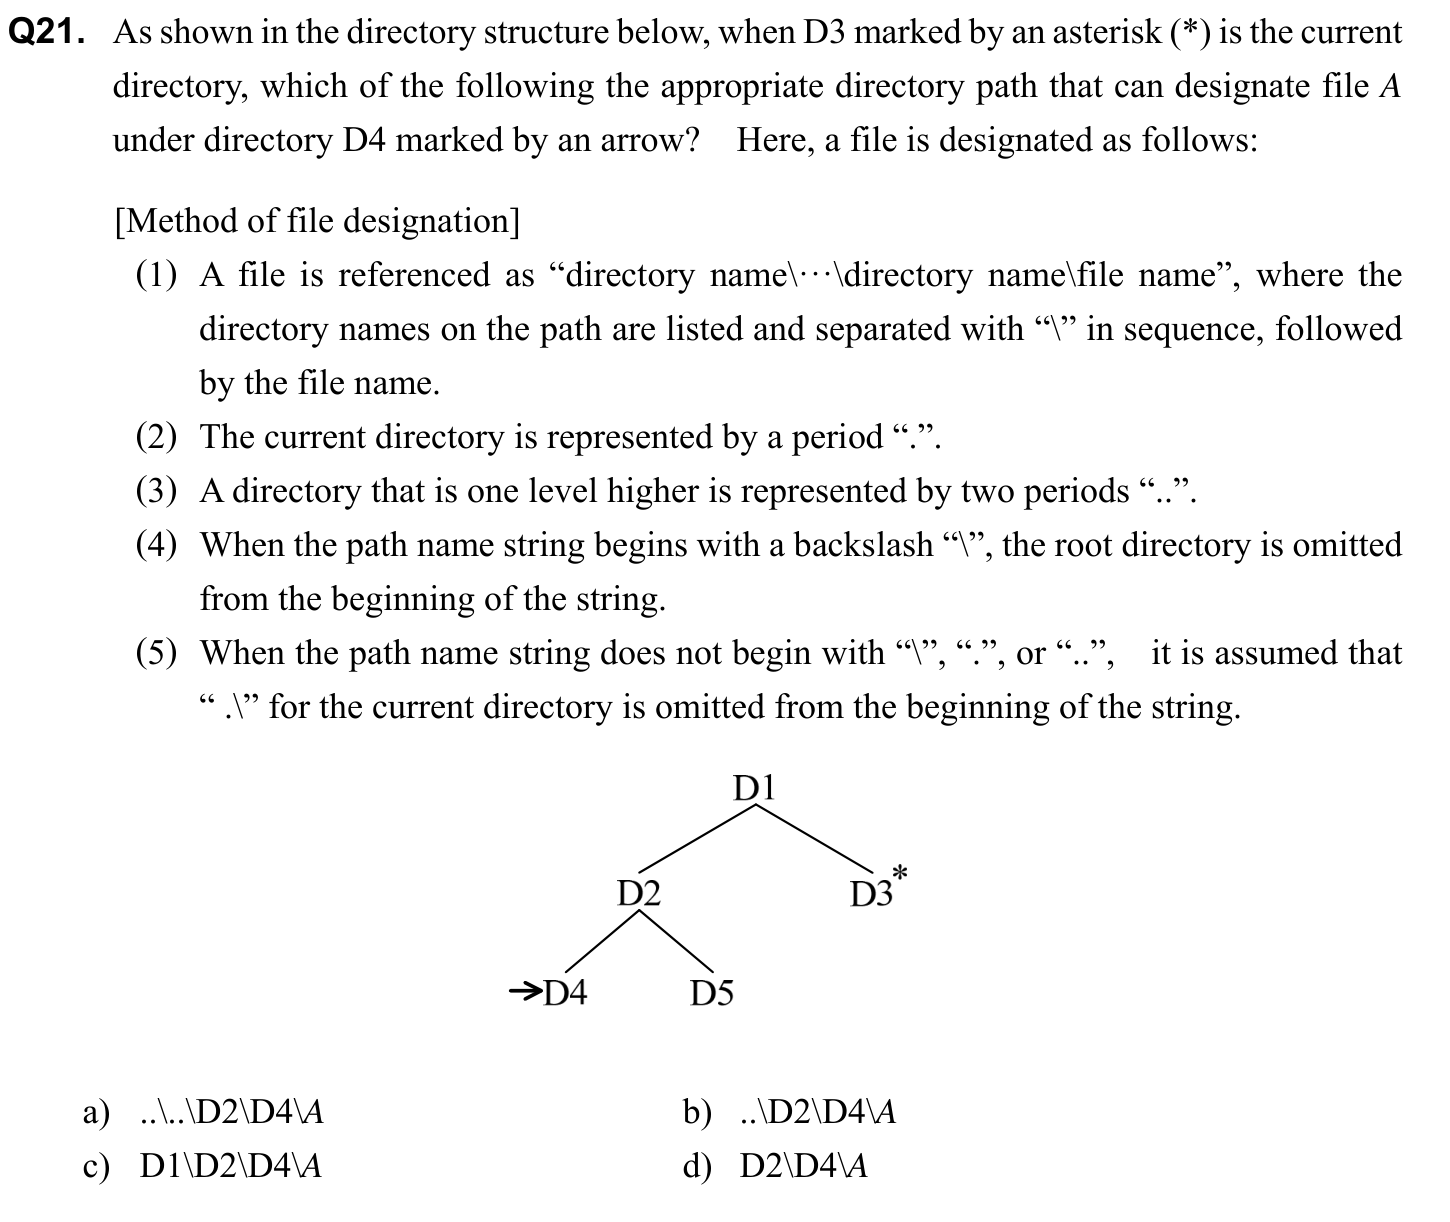 Q21. As shown in the directory structure below, when D3 marked by an asterisk (*) is the current
directory, which of the following the appropriate directory path that can designate file A
under directory D4 marked by an arrow? Here, a file is designated as follows:
[Method of file designation]
(1) A file is referenced as “directory name\···\directory name\file name”, where the
directory names on the path are listed and separated with “\” in sequence, followed
by the file name.
(2) The current directory is represented by a period “.”.
(3) A directory that is one level higher is represented by two periods “..”.
(4) When the path name string begins with a backslash “\”, the root directory is omitted
from the beginning of the string.
(5) When the path name string does not begin with “\”, “.”, or “..”, it is assumed that
“ .\” for the current directory is omitted from the beginning of the string.
D1
D2 D3*
→D4 D5
a) ..\..\D2\D4\A b) ..\D2\D4\A
c) D1\D2\D4\A d) D2\D4\A